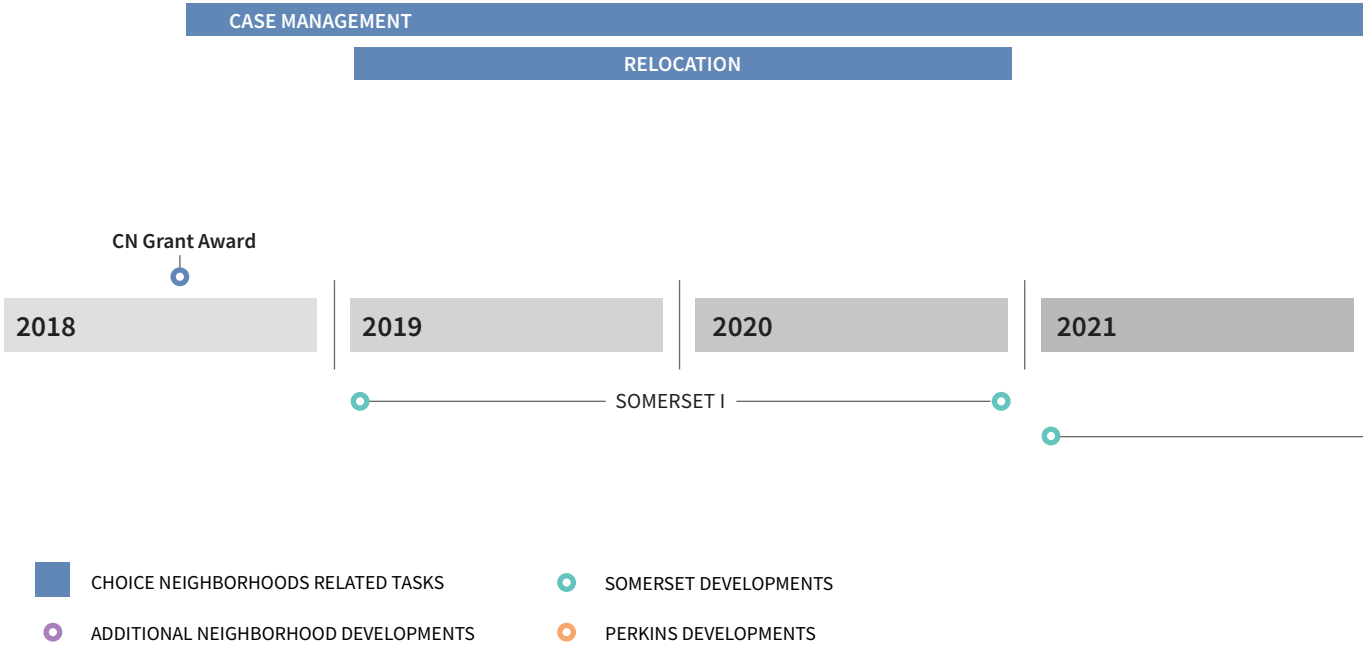 CASE MANAGEMENT
RELOCATION
CN Grant Award
2018
2019
2020
2021
SOMERSET I
CHOICE NEIGHBORHOODS RELATED TASKS
SOMERSET DEVELOPMENTS
ADDITIONAL NEIGHBORHOOD DEVELOPMENTS
PERKINS DEVELOPMENTS